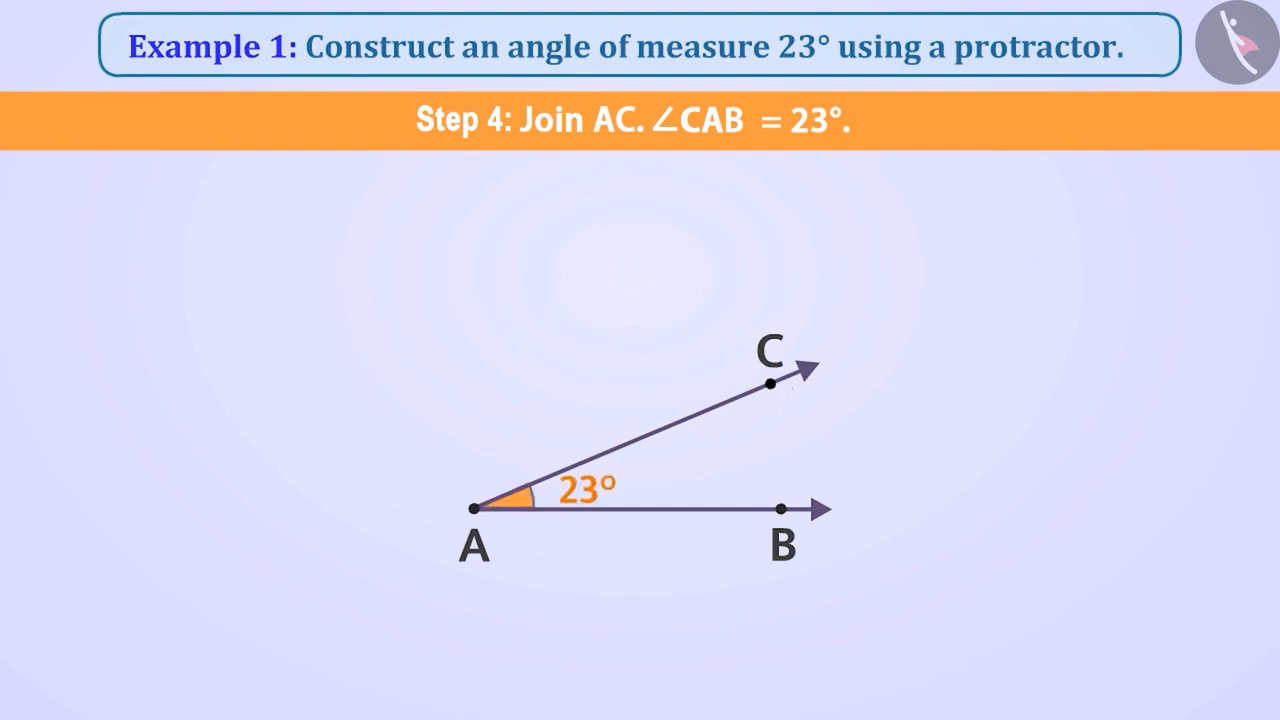 Example 1: Construct an angle of measure 23° using a protractor.
Step 4: Join AC. ∠CAB = 23°.
C
23°
A
B